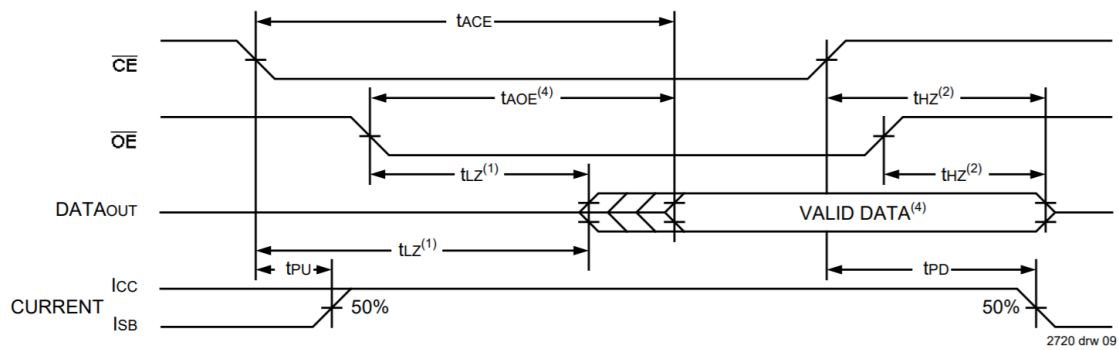 tACE
CE
tAOE(4)
tHZ(2)
OE
tLZ(1)
tHZ(2)
DATAOUT
VALID DATA(4)
tLZ(1)
tPU
tPD
ICC
CURRENT
50%
50%
ISB
2720 drw 09